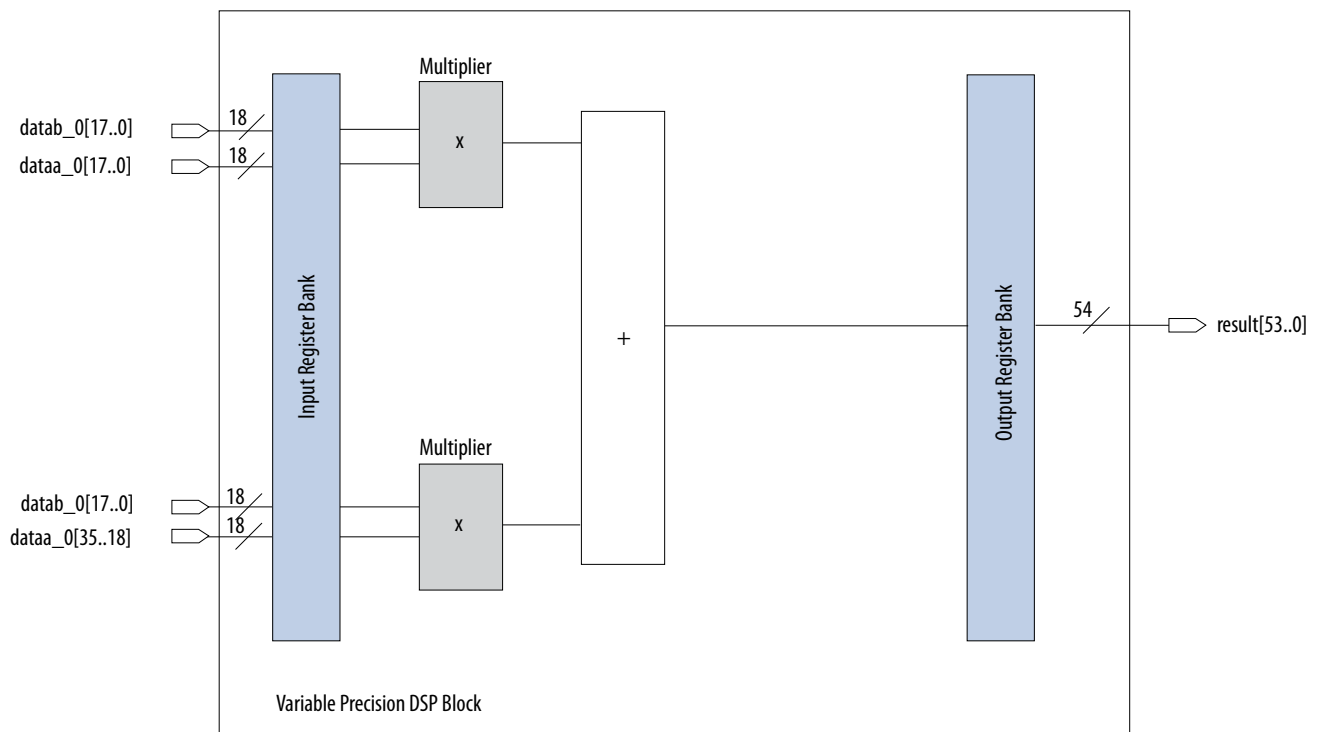 Multiplier
datab_0[17..0]
18
x
dataa_0[17..0]
18
Input Register Bank
+
Output Register Bank
54
result[53..0]
Multiplier
datab_0[17..0]
18
x
dataa_0[35..18]
18
Variable Precision DSP Block